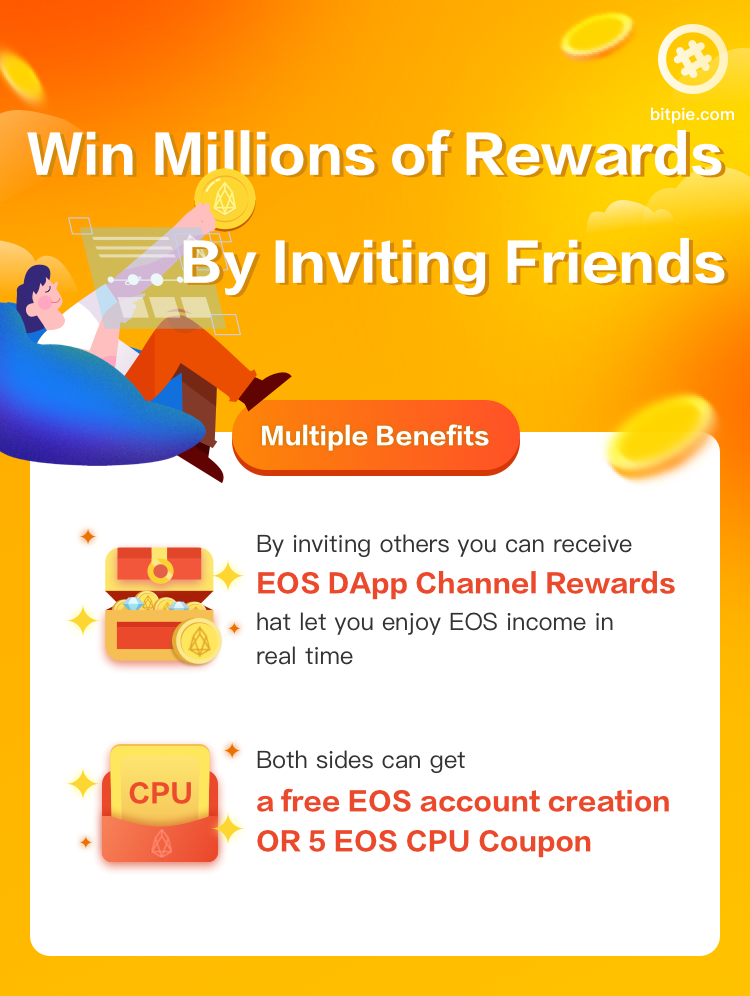 bitpie.com
Win Millions of Rewards
By Inviting Friends
Multiple Benefits
By inviting others you can receive
EOS DApp Channel Rewards
hat let you enjoy EOS income in
real time
CPU
Both sides can get
a free EOS account creation
OR 5 EOS CPU Coupon